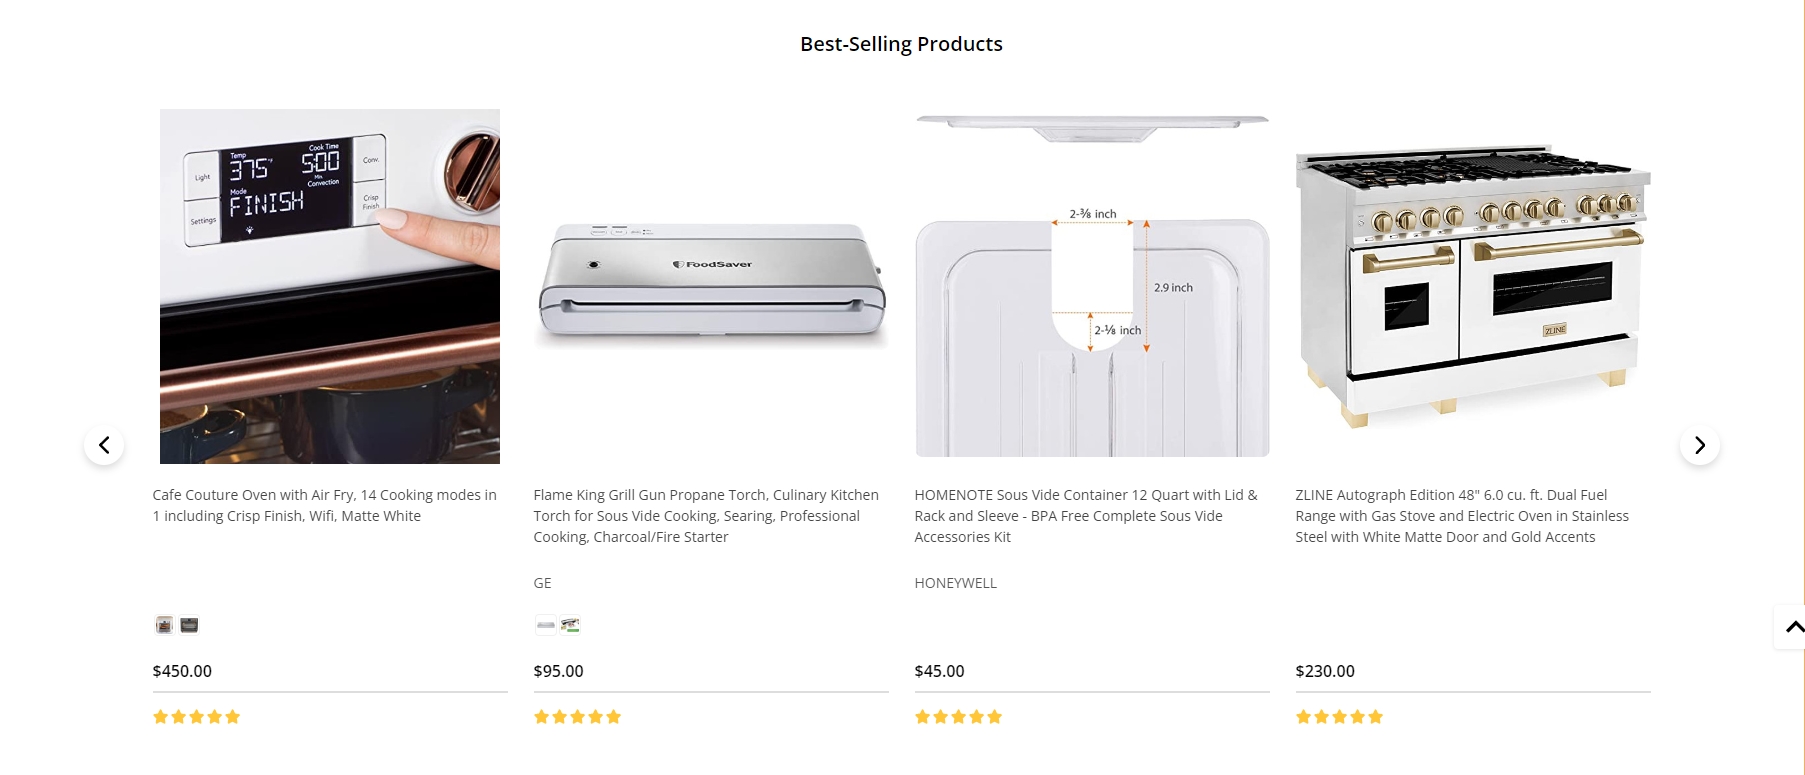 Best-Selling Products
Temp
375°F
Cook Time
5:00
Min.
Convection
Mode
FINISH
Light
Settings
Conv.
Crisp
Finish
FoodSaver
2-⅜ inch
2.9 inch
2-⅛ inch
ZLINE
Cafe Couture Oven with Air Fry, 14 Cooking modes in
1 including Crisp Finish, Wifi, Matte White
$450.00
Flame King Grill Gun Propane Torch, Culinary Kitchen
Torch for Sous Vide Cooking, Searing, Professional
Cooking, Charcoal/Fire Starter
GE
$95.00
HOMENOTE Sous Vide Container 12 Quart with Lid &
Rack and Sleeve - BPA Free Complete Sous Vide
Accessories Kit
HONEYWELL
$45.00
ZLINE Autograph Edition 48" 6.0 cu. ft. Dual Fuel
Range with Gas Stove and Electric Oven in Stainless
Steel with White Matte Door and Gold Accents
$230.00